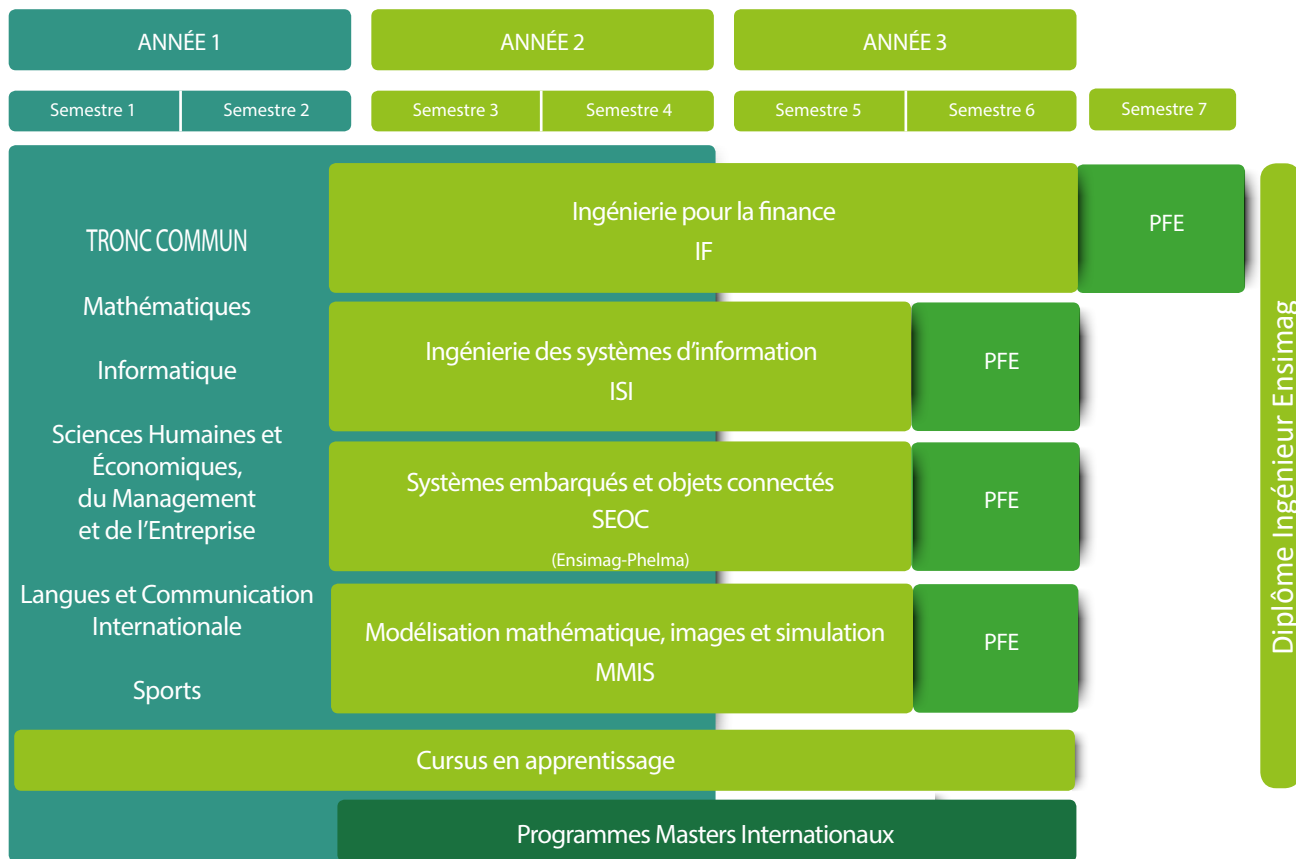 ANNÉE 1
ANNÉE 2
ANNÉE 3
Semestre 1
Semestre 2
Semestre 3
Semestre 4
Semestre 5
Semestre 6
Semestre 7
TRONC COMMUN
Mathématiques
Informatique
Sciences Humaines et
Économiques,
du Management
et de l'Entreprise
Langues et Communication
Internationale
Sports
Ingénierie pour la finance
IF
PFE
Ingénierie des systèmes d'information
ISI
PFE
Systèmes embarqués et objets connectés
SEOC
(Ensimag-Phelma)
PFE
Modélisation mathématique, images et simulation
MMIS
PFE
Cursus en apprentissage
Programmes Masters Internationaux
Diplôme Ingénieur Ensimag